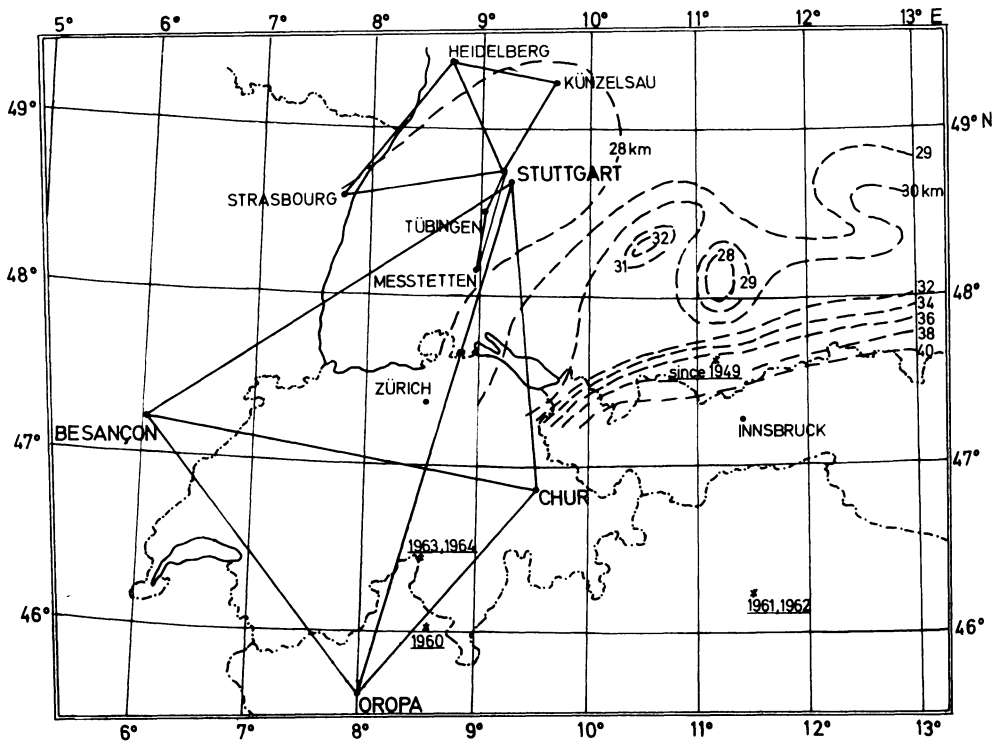 5° 6° 7° 8° 9° 10° 11° 12° 13° E
HEIDELBERG
KÜNZELSAU
49°
49° N
28 km
29
30 km
STUTTGART
STRASBOURG
TÜBINGEN
32
31
28
29
MESSTETTEN
48°
48°
32
34
36
38
40
since 1949
ZÜRICH
BESANÇON
INNSBRUCK
47°
47°
CHUR
1963, 1964
1961, 1962
46°
46°
1960
OROPA
5° 6° 7° 8° 9° 10° 11° 12° 13°